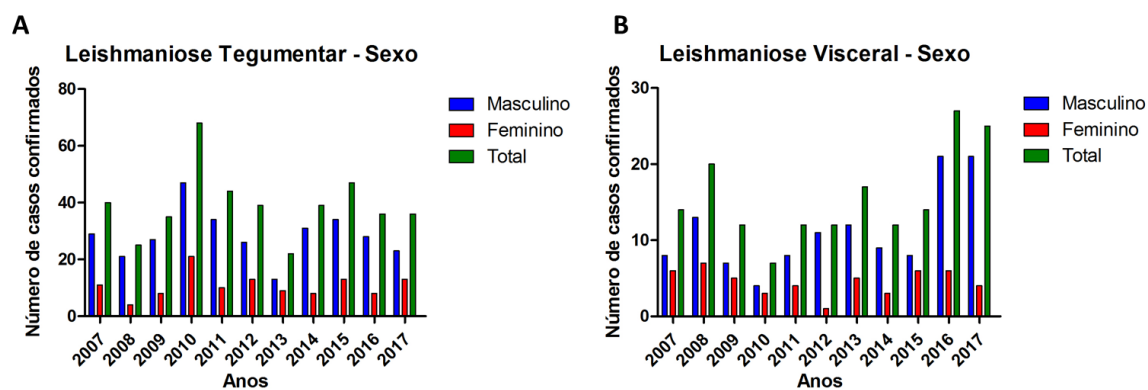 A
Leishmaniose Tegumentar - Sexo
Número de casos confirmados
80
60
40
20
0
2007
2008
2009
2010
2011
2012
2013
2014
2015
2016
2017
Anos
Masculino
Feminino
Total
B
Leishmaniose Visceral - Sexo
Número de casos confirmados
30
20
10
0
2007
2008
2009
2010
2011
2012
2013
2014
2015
2016
2017
Anos
Masculino
Feminino
Total